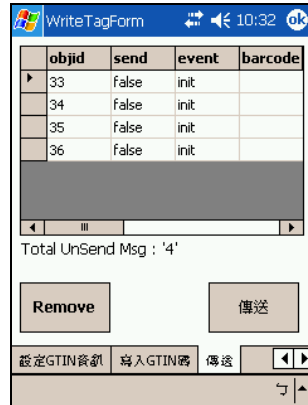 WriteTagForm 10:32 ok
objid send event barcode
33 false init
34 false init
35 false init
36 false init
Total UnSend Msg : '4'
Remove 傳送
設定GTIN資訊 寫入GTIN碼 傳送
ㄅ